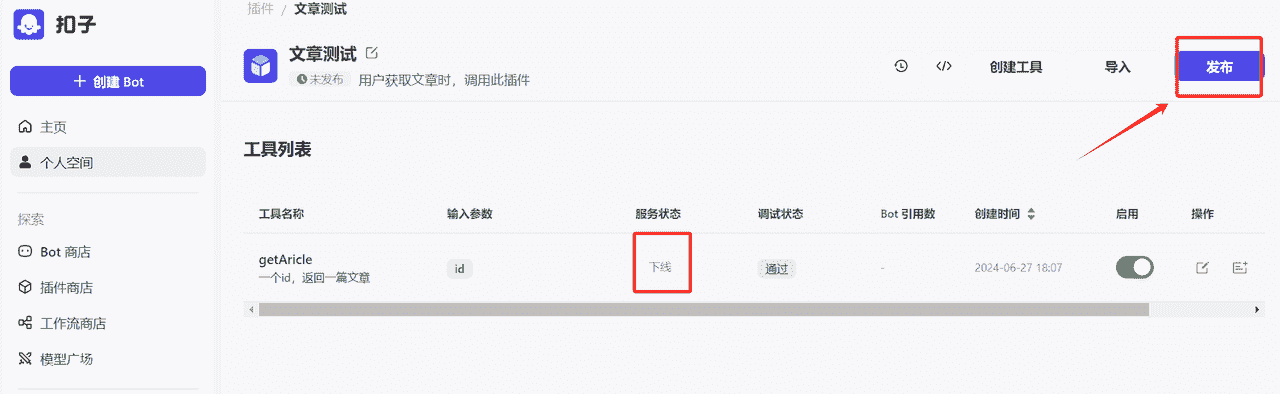 扣子
插件 / 文章测试
文章测试
未发布 用户获取文章时，调用此插件
</> 创建工具 导入 发布
+ 创建 Bot
主页
个人空间
探索
Bot 商店
插件商店
工作流商店
模型广场
工具列表
工具名称 输入参数 服务状态 调试状态 Bot 引用数 创建时间 启用 操作
getAricle id 下线 通过 - 2024-06-27 18:07
一个id，返回一篇文章